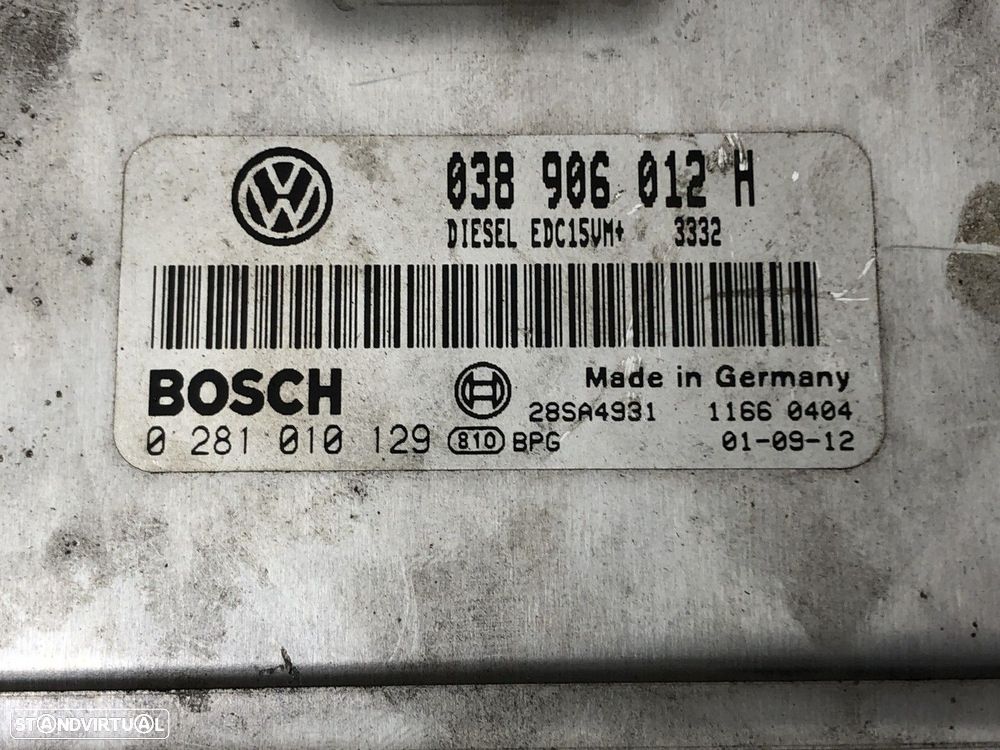 038 906 012 H
DIESEL EDC15VM+ 3332
BOSCH
Made in Germany
28SA4931 1166 0404
0 281 010 129 810 BPG 01-09-12
STANDVIRTUAL